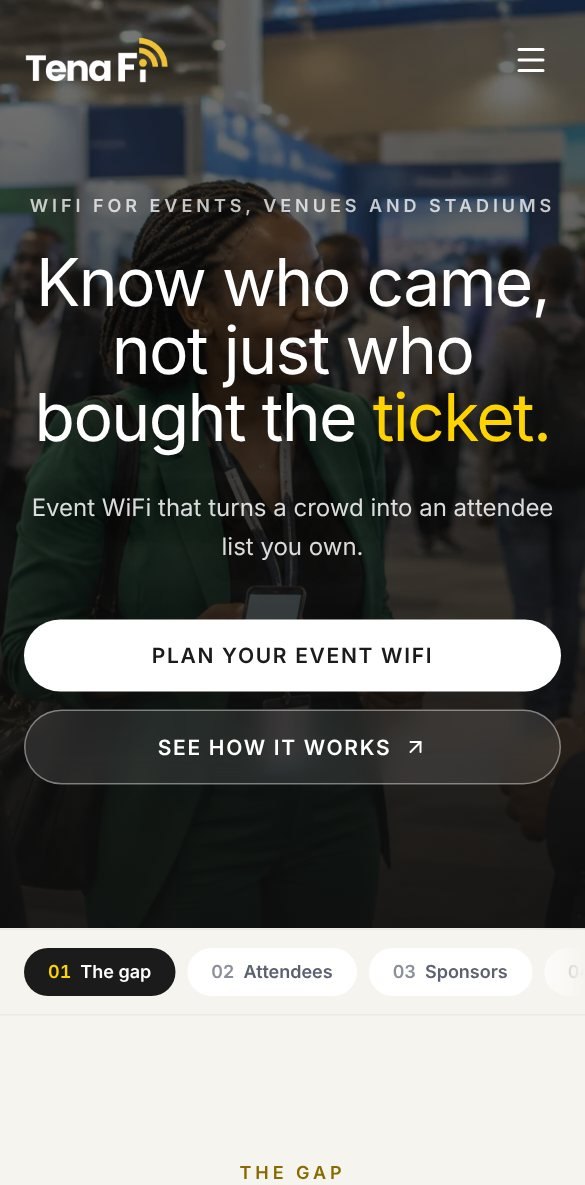 Tena Fi
WIFI FOR EVENTS, VENUES AND STADIUMS
Know who came,
not just who
bought the ticket.
Event WiFi that turns a crowd into an attendee
list you own.
PLAN YOUR EVENT WIFI
SEE HOW IT WORKS
01 The gap
02 Attendees
03 Sponsors
THE GAP